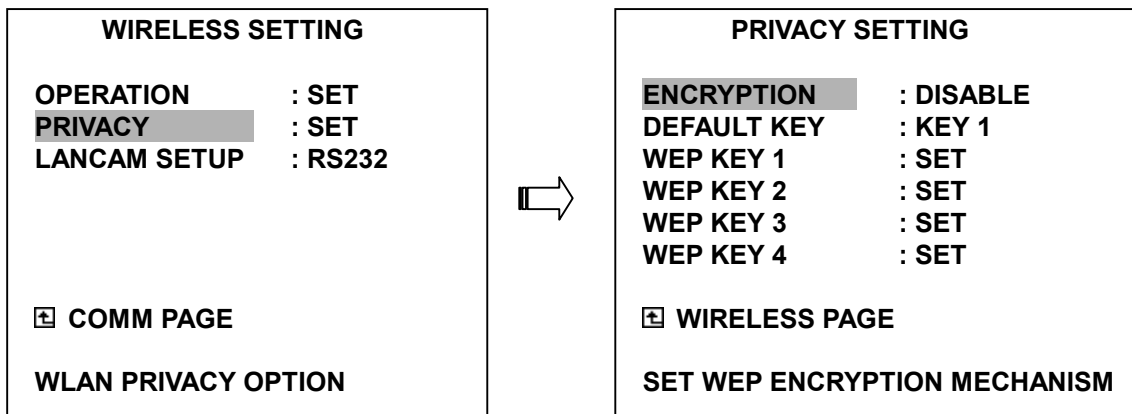 WIRELESS SETTING
OPERATION : SET
PRIVACY : SET
LANCAM SETUP : RS232
COMM PAGE
WLAN PRIVACY OPTION
PRIVACY SETTING
ENCRYPTION : DISABLE
DEFAULT KEY : KEY 1
WEP KEY 1 : SET
WEP KEY 2 : SET
WEP KEY 3 : SET
WEP KEY 4 : SET
WIRELESS PAGE
SET WEP ENCRYPTION MECHANISM